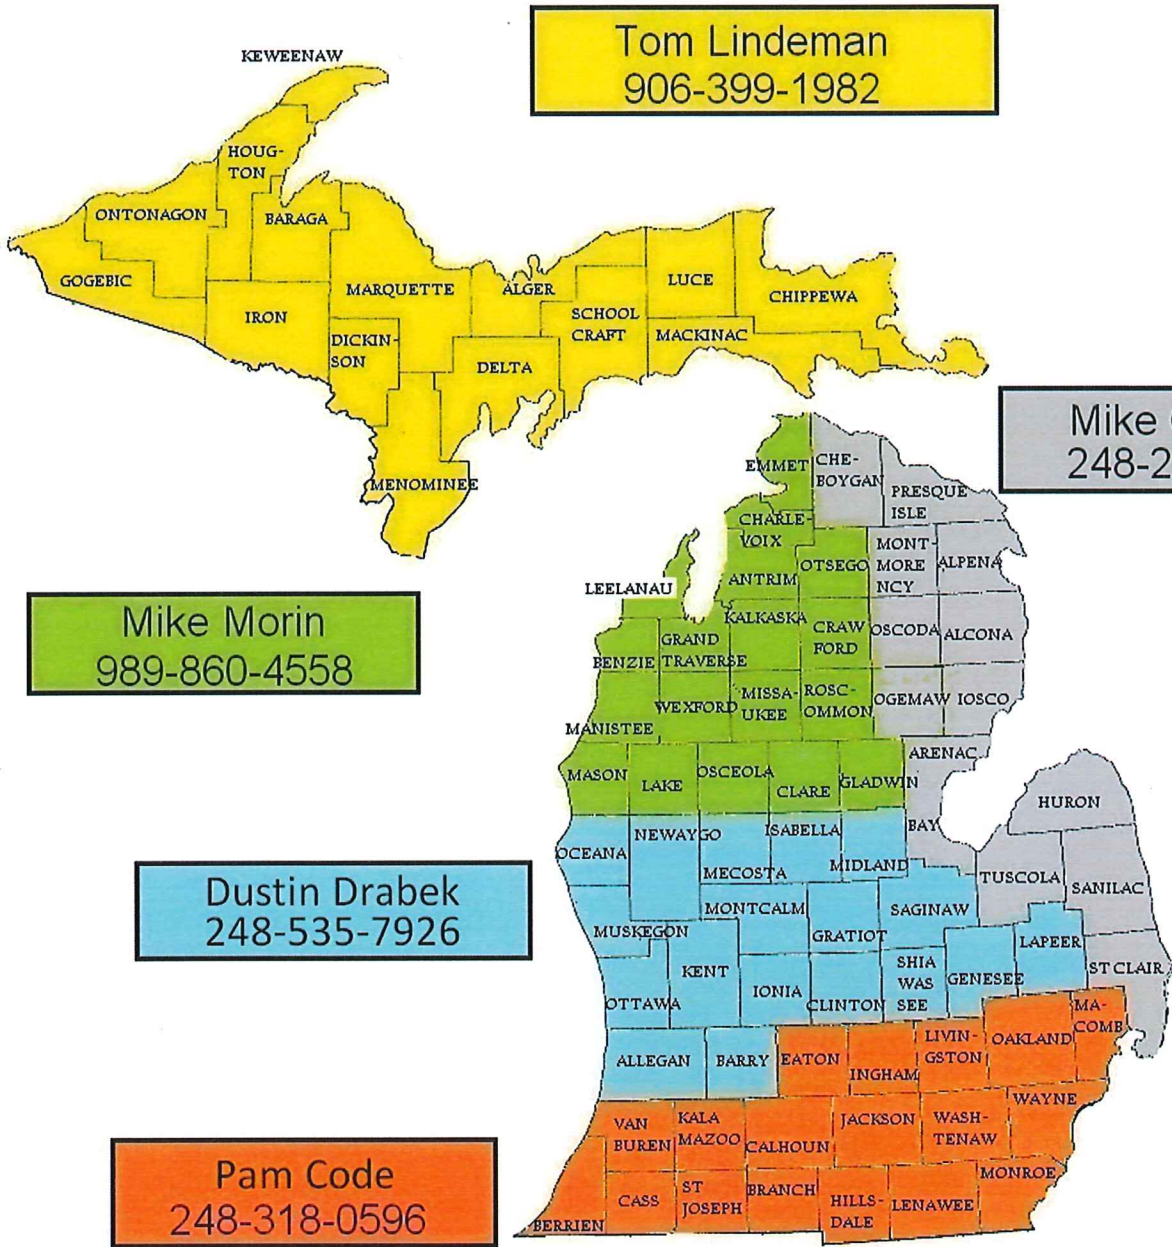 Tom Lindeman
906-399-1982
KEWEENAW
HOUG-
TON
ONTONAGON
BARAGA
GOGEBIC
IRON
MARQUETTE
DICKIN-
SON
ALGER
LUCE
CHIPPEWA
SCHOOL
CRAFT
MACKINAC
DELTA
MENOMINEE
Mike
248-2
EMMET
CHE-
BOYGAN
PRESQUE
ISLE
CHARLE-
VOIX
MONT-
MORE
NCY
ALPENA
OTSEGO
ANTRIM
LEELANAU
Mike Morin
989-860-4558
KALKASKA
CRAW
FORD
OSCODA
ALCONA
GRAND
TRAVERSE
BENZIE
MISSA-
UKEE
ROSC-
OMMON
OGEMAW
IOSCO
WEXFORD
MANISTEE
ARENAC
MASON
LAKE
OSCEOLA
CLARE
GLADWIN
HURON
BAY
OCEANA
NEWAYGO
ISABELLA
MECOSTA
MIDLAND
TUSCOLA
SANILAC
Dustin Drabek
248-535-7926
MONTCALM
SAGINAW
MUSKEGON
GRATIOT
LAPEER
KENT
SHIA
WAS
SEE
GENESEE
ST CLAIR
OTTAWA
IONIA
CLINTON
MA-
COMB
LIVIN-
GSTON
OAKLAND
ALLEGAN
BARRY
EATON
INGHAM
WAYNE
VAN
BUREN
KALA
MAZOO
CALHOUN
JACKSON
WASH-
TENAW
Pam Code
248-318-0596
MONROE
CASS
ST
JOSEPH
BRANCH
HILLS-
DALE
LENAWEE
BERRIEN